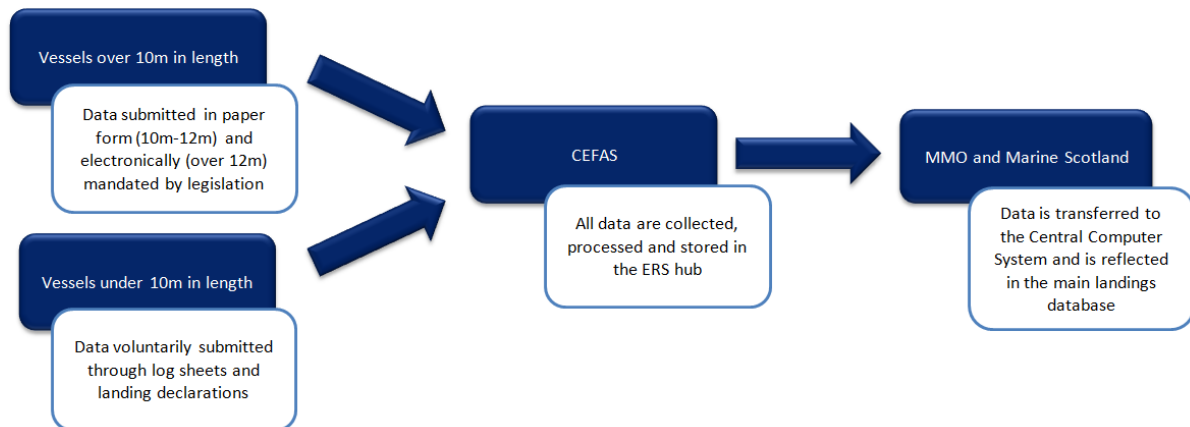 Vessels over 10m in length
Data submitted in paper
form (10m-12m) and
electronically (over 12m)
mandated by legislation
Vessels under 10m in length
Data voluntarily submitted
through log sheets and
landing declarations
CEFAS
All data are collected,
processed and stored in
the ERS hub
MMO and Marine Scotland
Data is transferred to
the Central Computer
System and is reflected
in the main landings
database